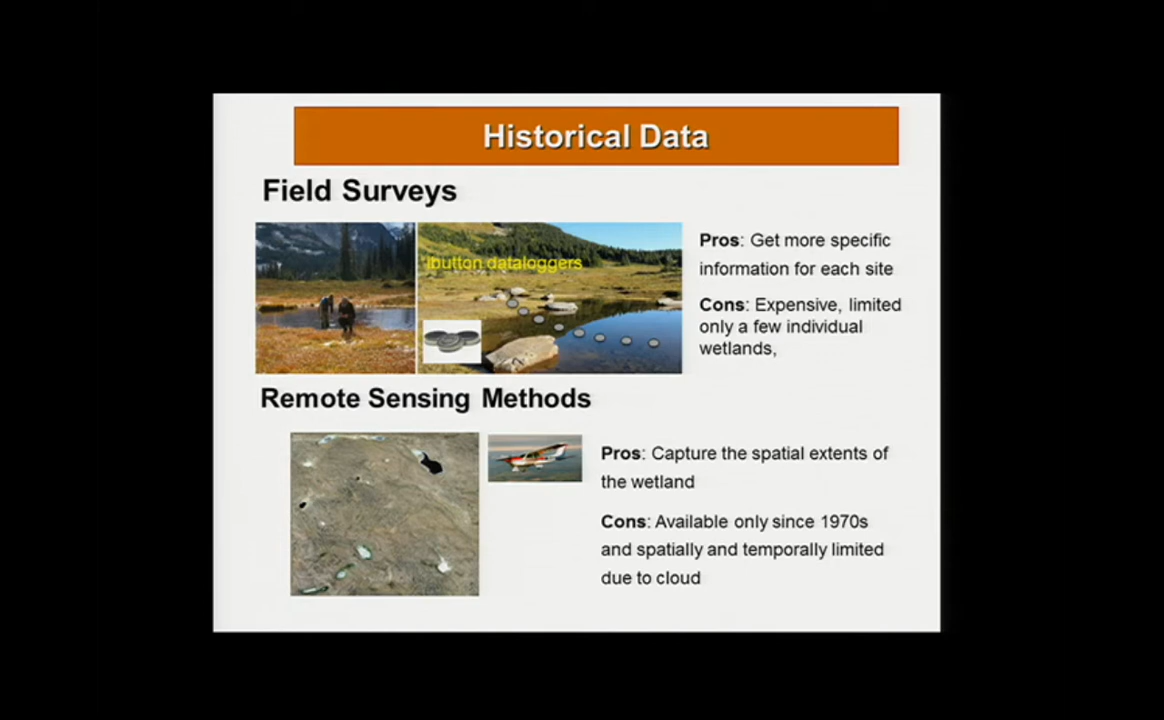 Historical Data
Field Surveys
ibutton dataloggers
Pros: Get more specific
information for each site
Cons: Expensive, limited
only a few individual
wetlands,
Remote Sensing Methods
Pros: Capture the spatial extents of
the wetland
Cons: Available only since 1970s
and spatially and temporally limited
due to cloud